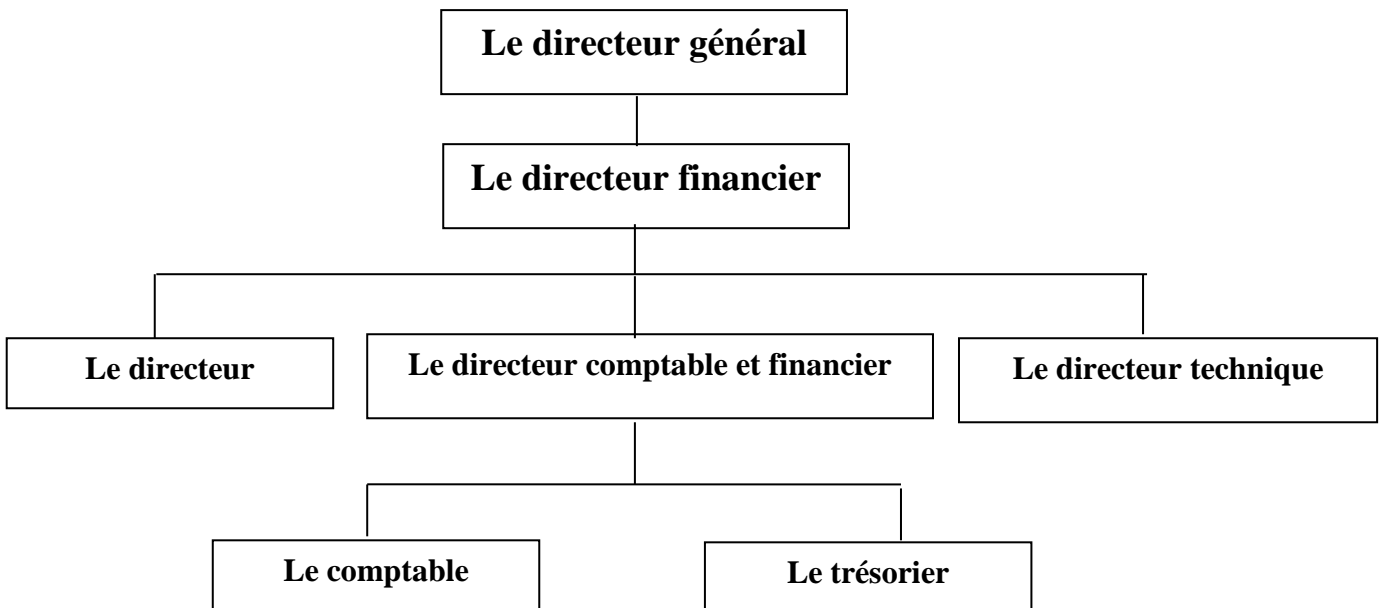 Le directeur général
Le directeur financier
Le directeur
Le directeur comptable et financier
Le directeur technique
Le comptable
Le trésorier